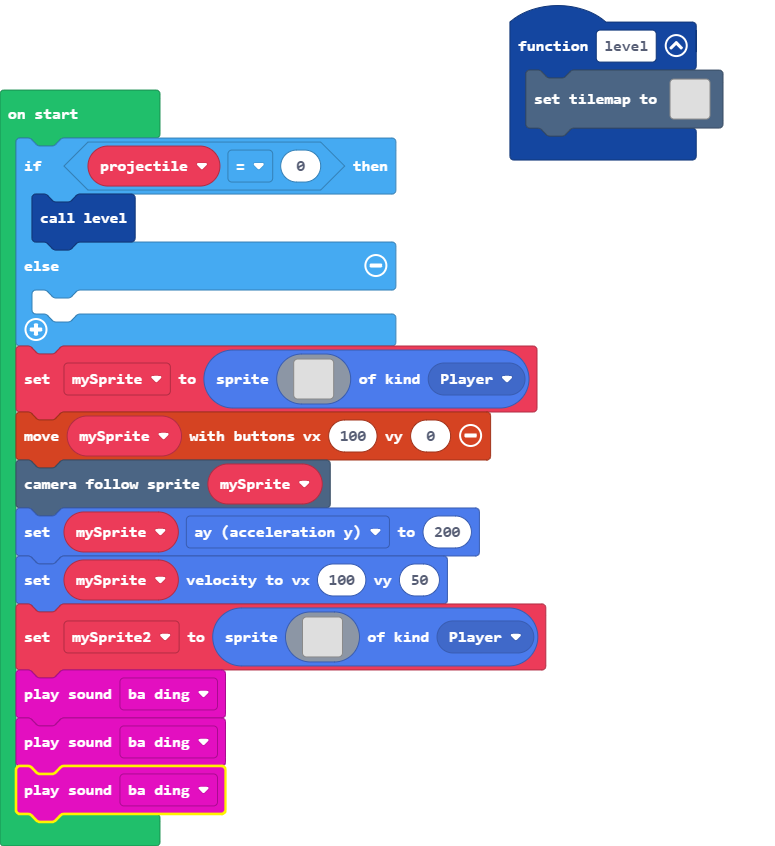 function level
set tilemap to
on start
if projectile = 0 then
call level
else
set mySprite to sprite of kind Player
move mySprite with buttons vx 100 vy 0
camera follow sprite mySprite
set mySprite ay (acceleration y) to 200
set mySprite velocity to vx 100 vy 50
set mySprite2 to sprite of kind Player
play sound ba ding
play sound ba ding
play sound ba ding